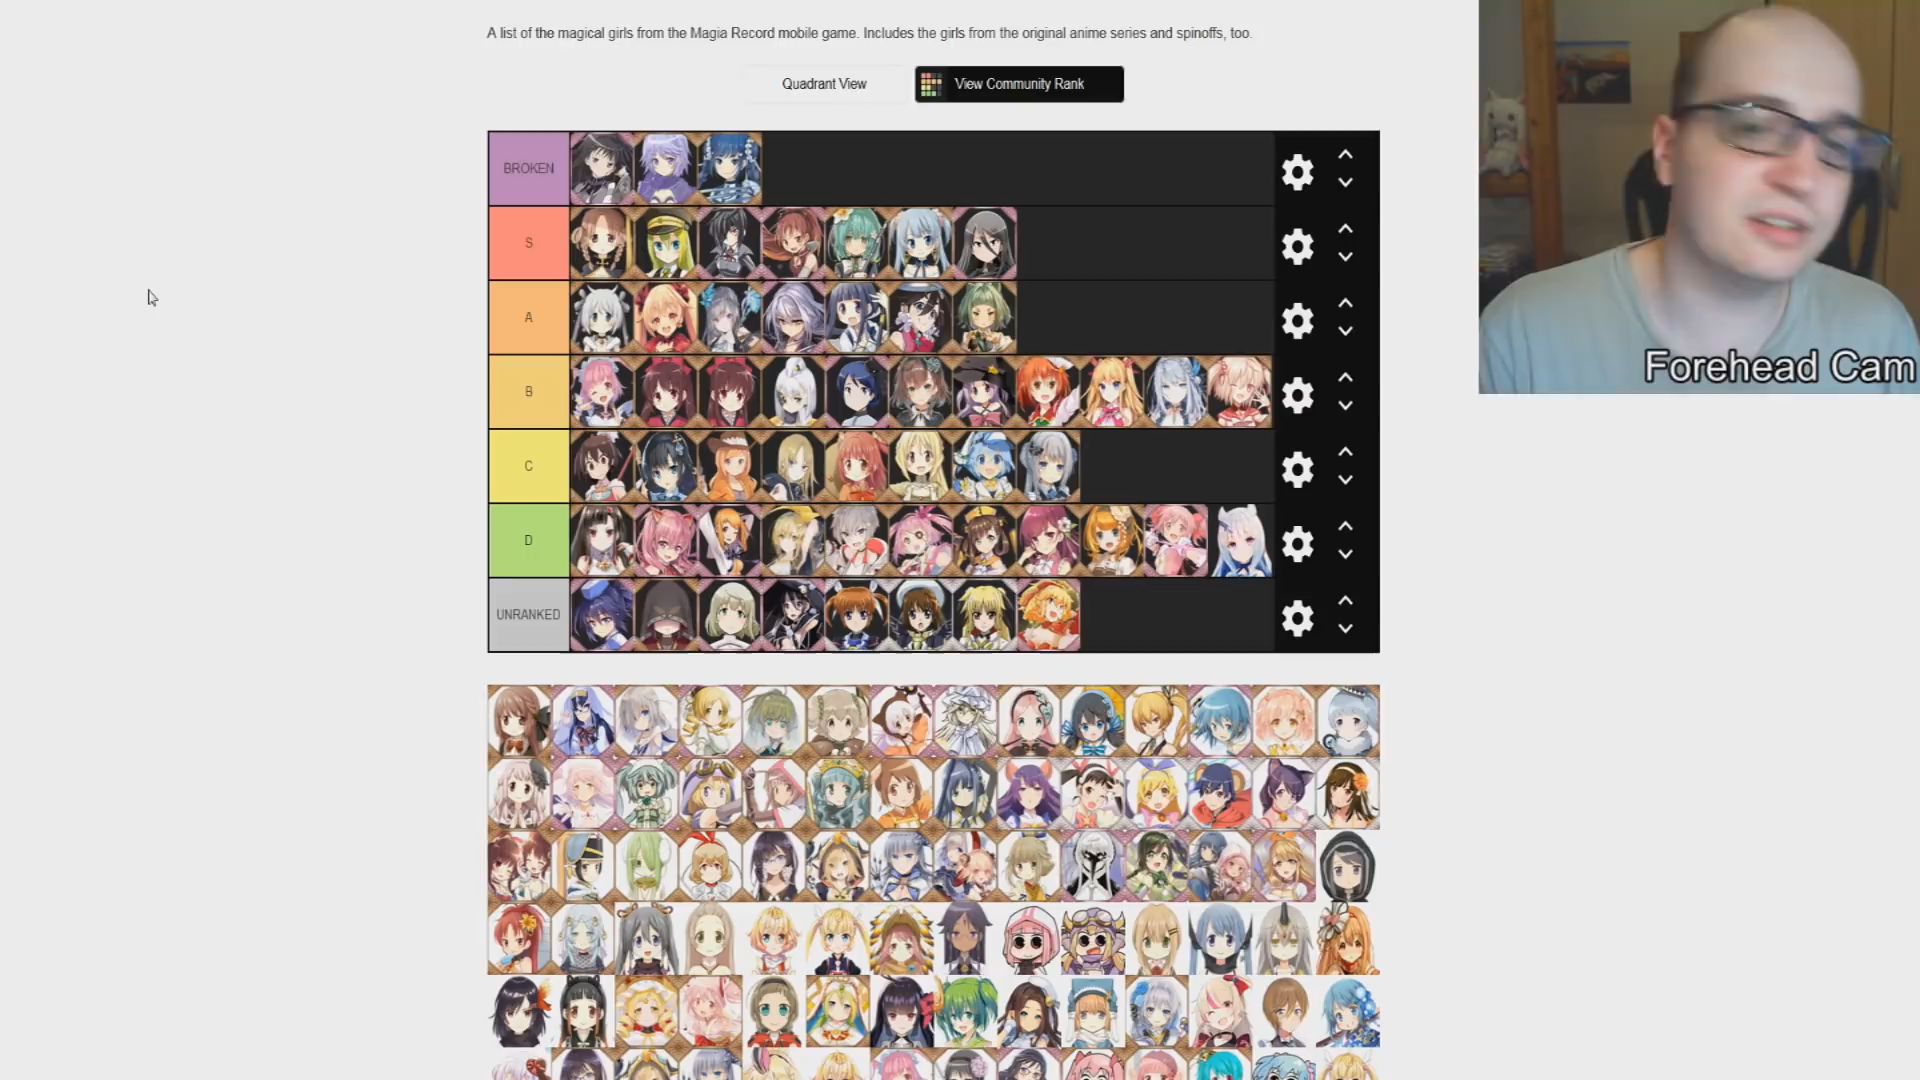 A list of the magical girls from the Magia Record mobile game. Includes the girls from the original anime series and spinoffs, too.
Quadrant View
View Community Rank
BROKEN
S
A
B
C
D
UNRANKED
Forehead Cam